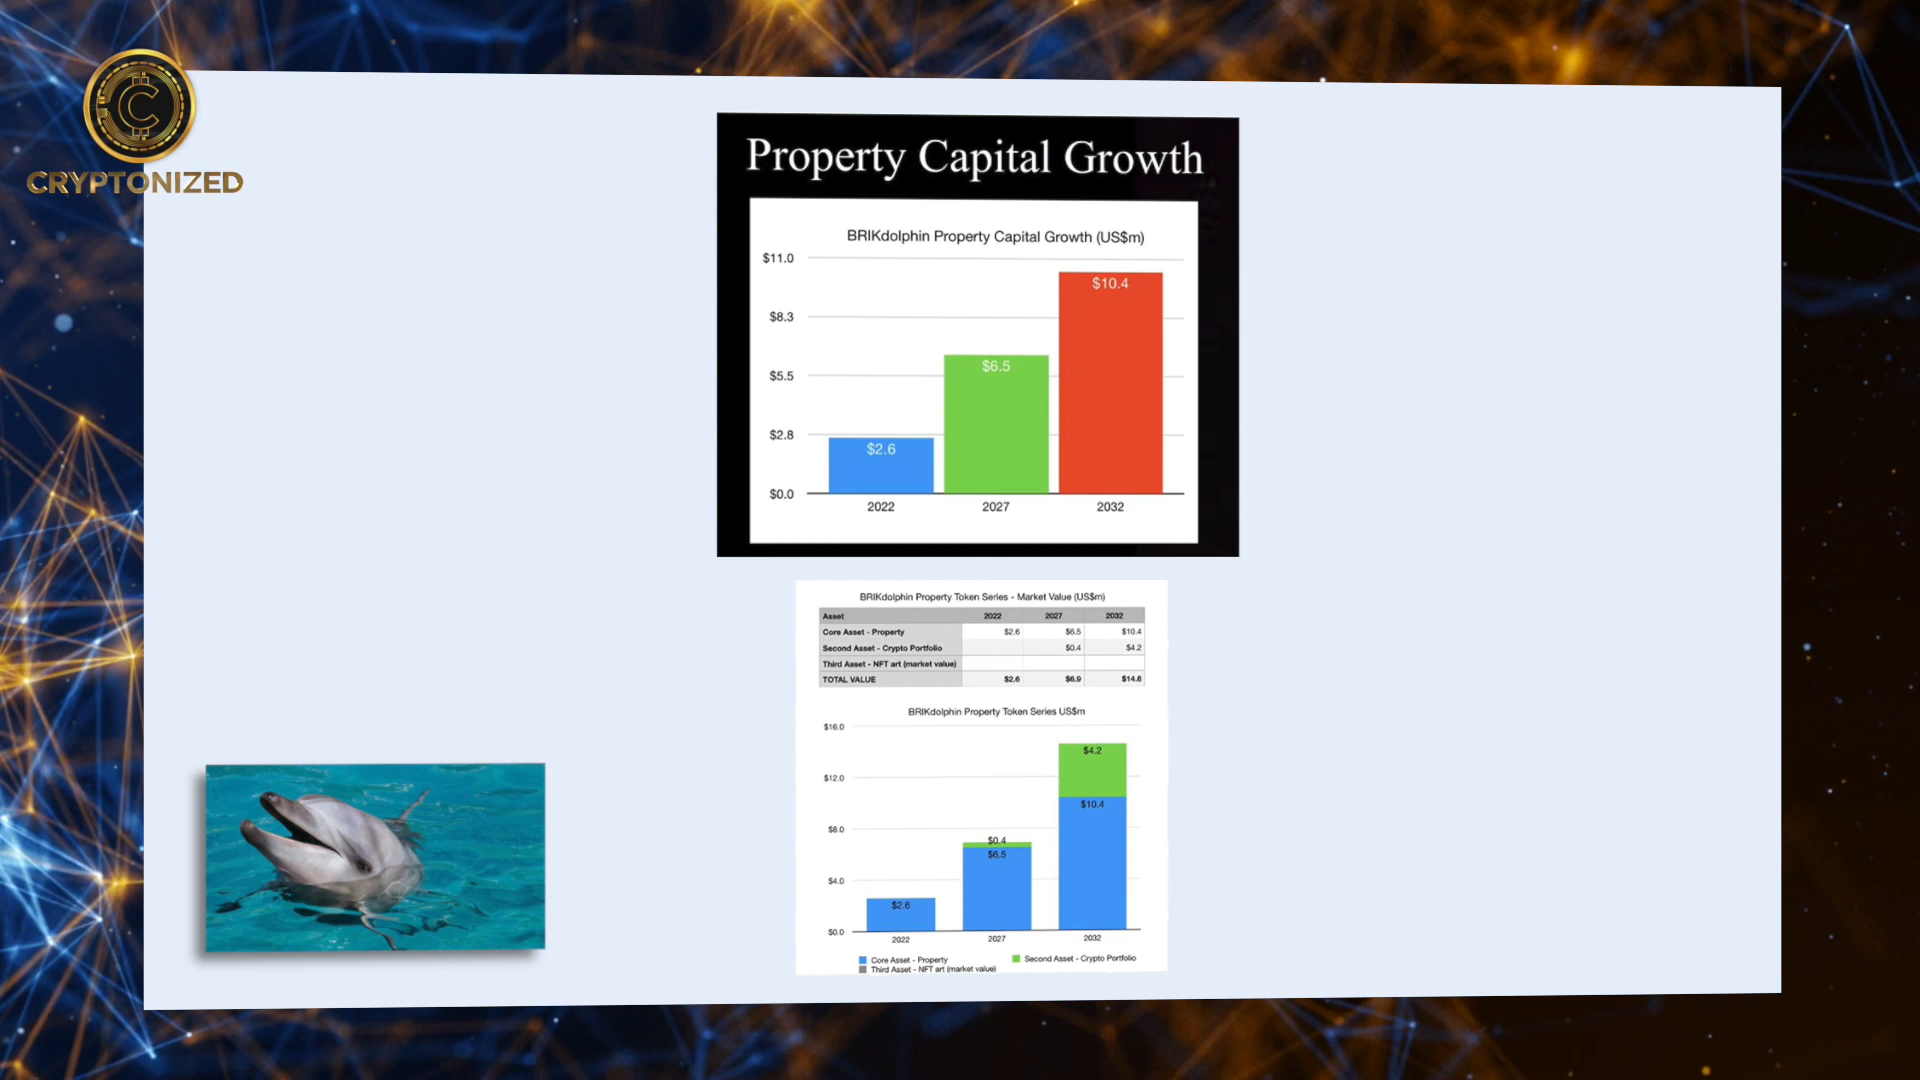 CRYPTONIZED
Property Capital Growth
BRIKdolphin Property Capital Growth (US$m)
$11.0
$10.4
$8.3
$6.5
$5.5
$2.8
$2.6
$0.0
2022 2027 2032
BRIKdolphin Property Token Series - Market Value (US$m)
Asset 2022 2027 2032
Core Asset - Property $2.6 $6.5 $10.4
Second Asset - Crypto Portfolio $0.4 $4.2
Third Asset - NFT art (market value)
TOTAL VALUE $2.6 $6.9 $14.6
BRIKdolphin Property Token Series US$m
$16.0
$4.2
$12.0
$10.4
$8.0
$0.4
$6.5
$4.0
$2.6
$0.0
2022 2027 2032
Core Asset - Property Second Asset - Crypto Portfolio
Third Asset - NFT art (market value)